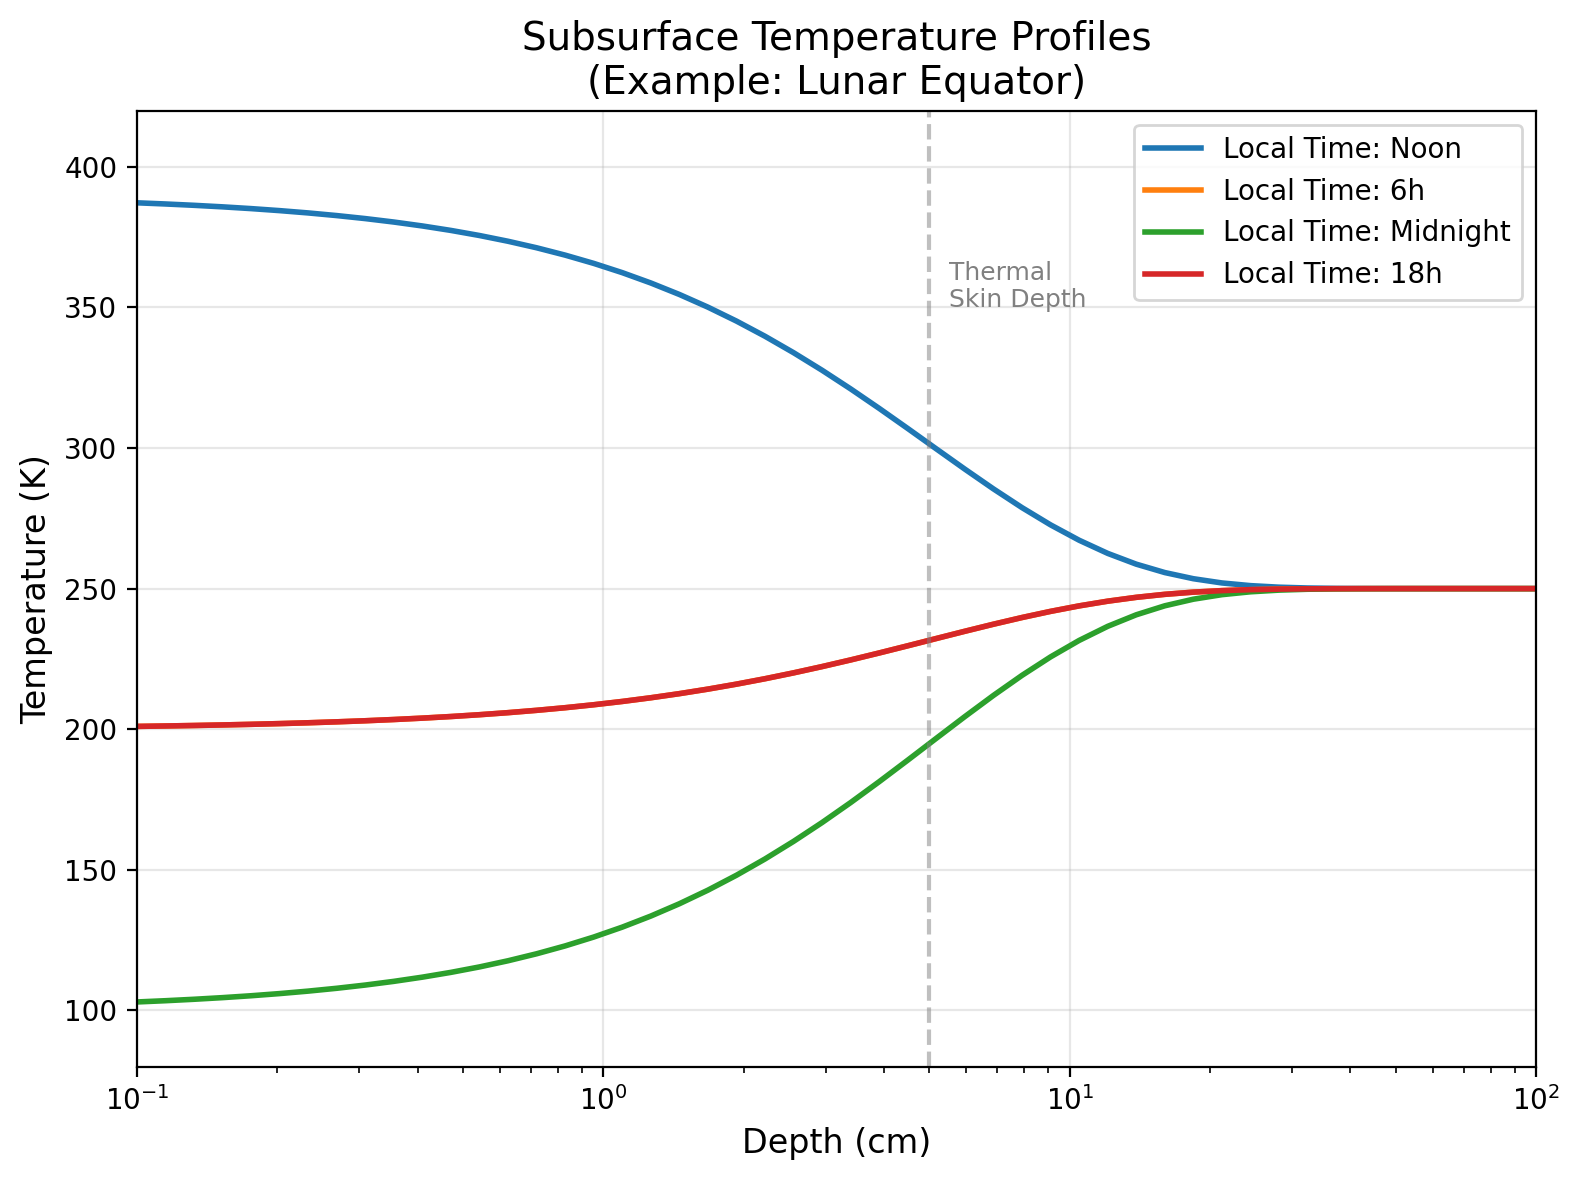 Subsurface Temperature Profiles
(Example: Lunar Equator)
Local Time: Noon
Local Time: 6h
Local Time: Midnight
Local Time: 18h
Thermal
Skin Depth
Temperature (K)
400
350
300
250
200
150
100
10⁻¹
10⁰
10¹
10²
Depth (cm)